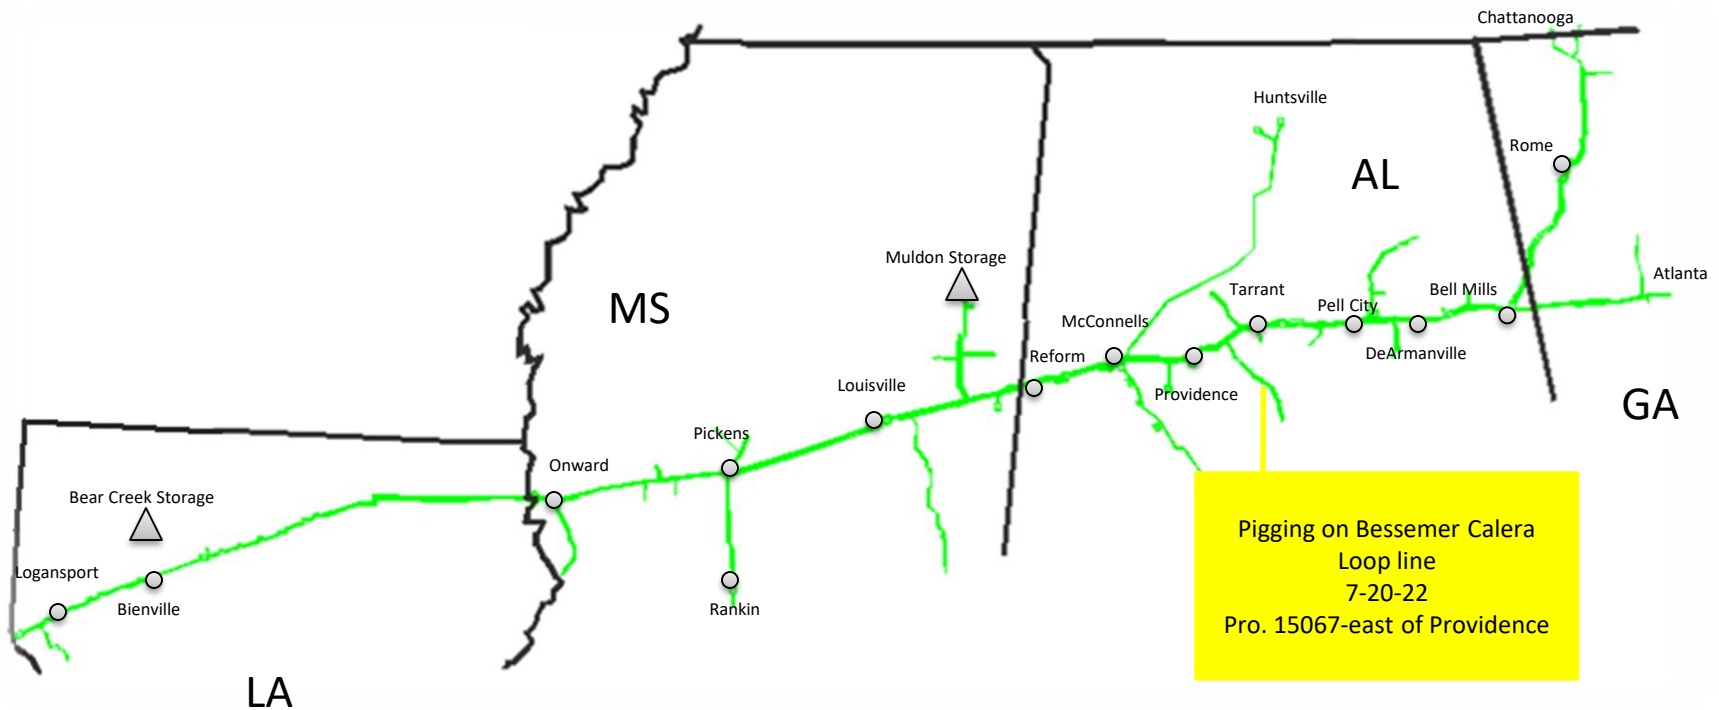 Chattanooga
Huntsville
Rome
AL
Muldon Storage
Atlanta
Tarrant
Bell Mills
MS
Pell City
McConnells
Reform
DeArmanville
Louisville
Providence
GA
Pickens
Onward
Bear Creek Storage
Logansport
Bienville
Rankin
LA
Pigging on Bessemer Calera
Loop line
7-20-22
Pro. 15067-east of Providence